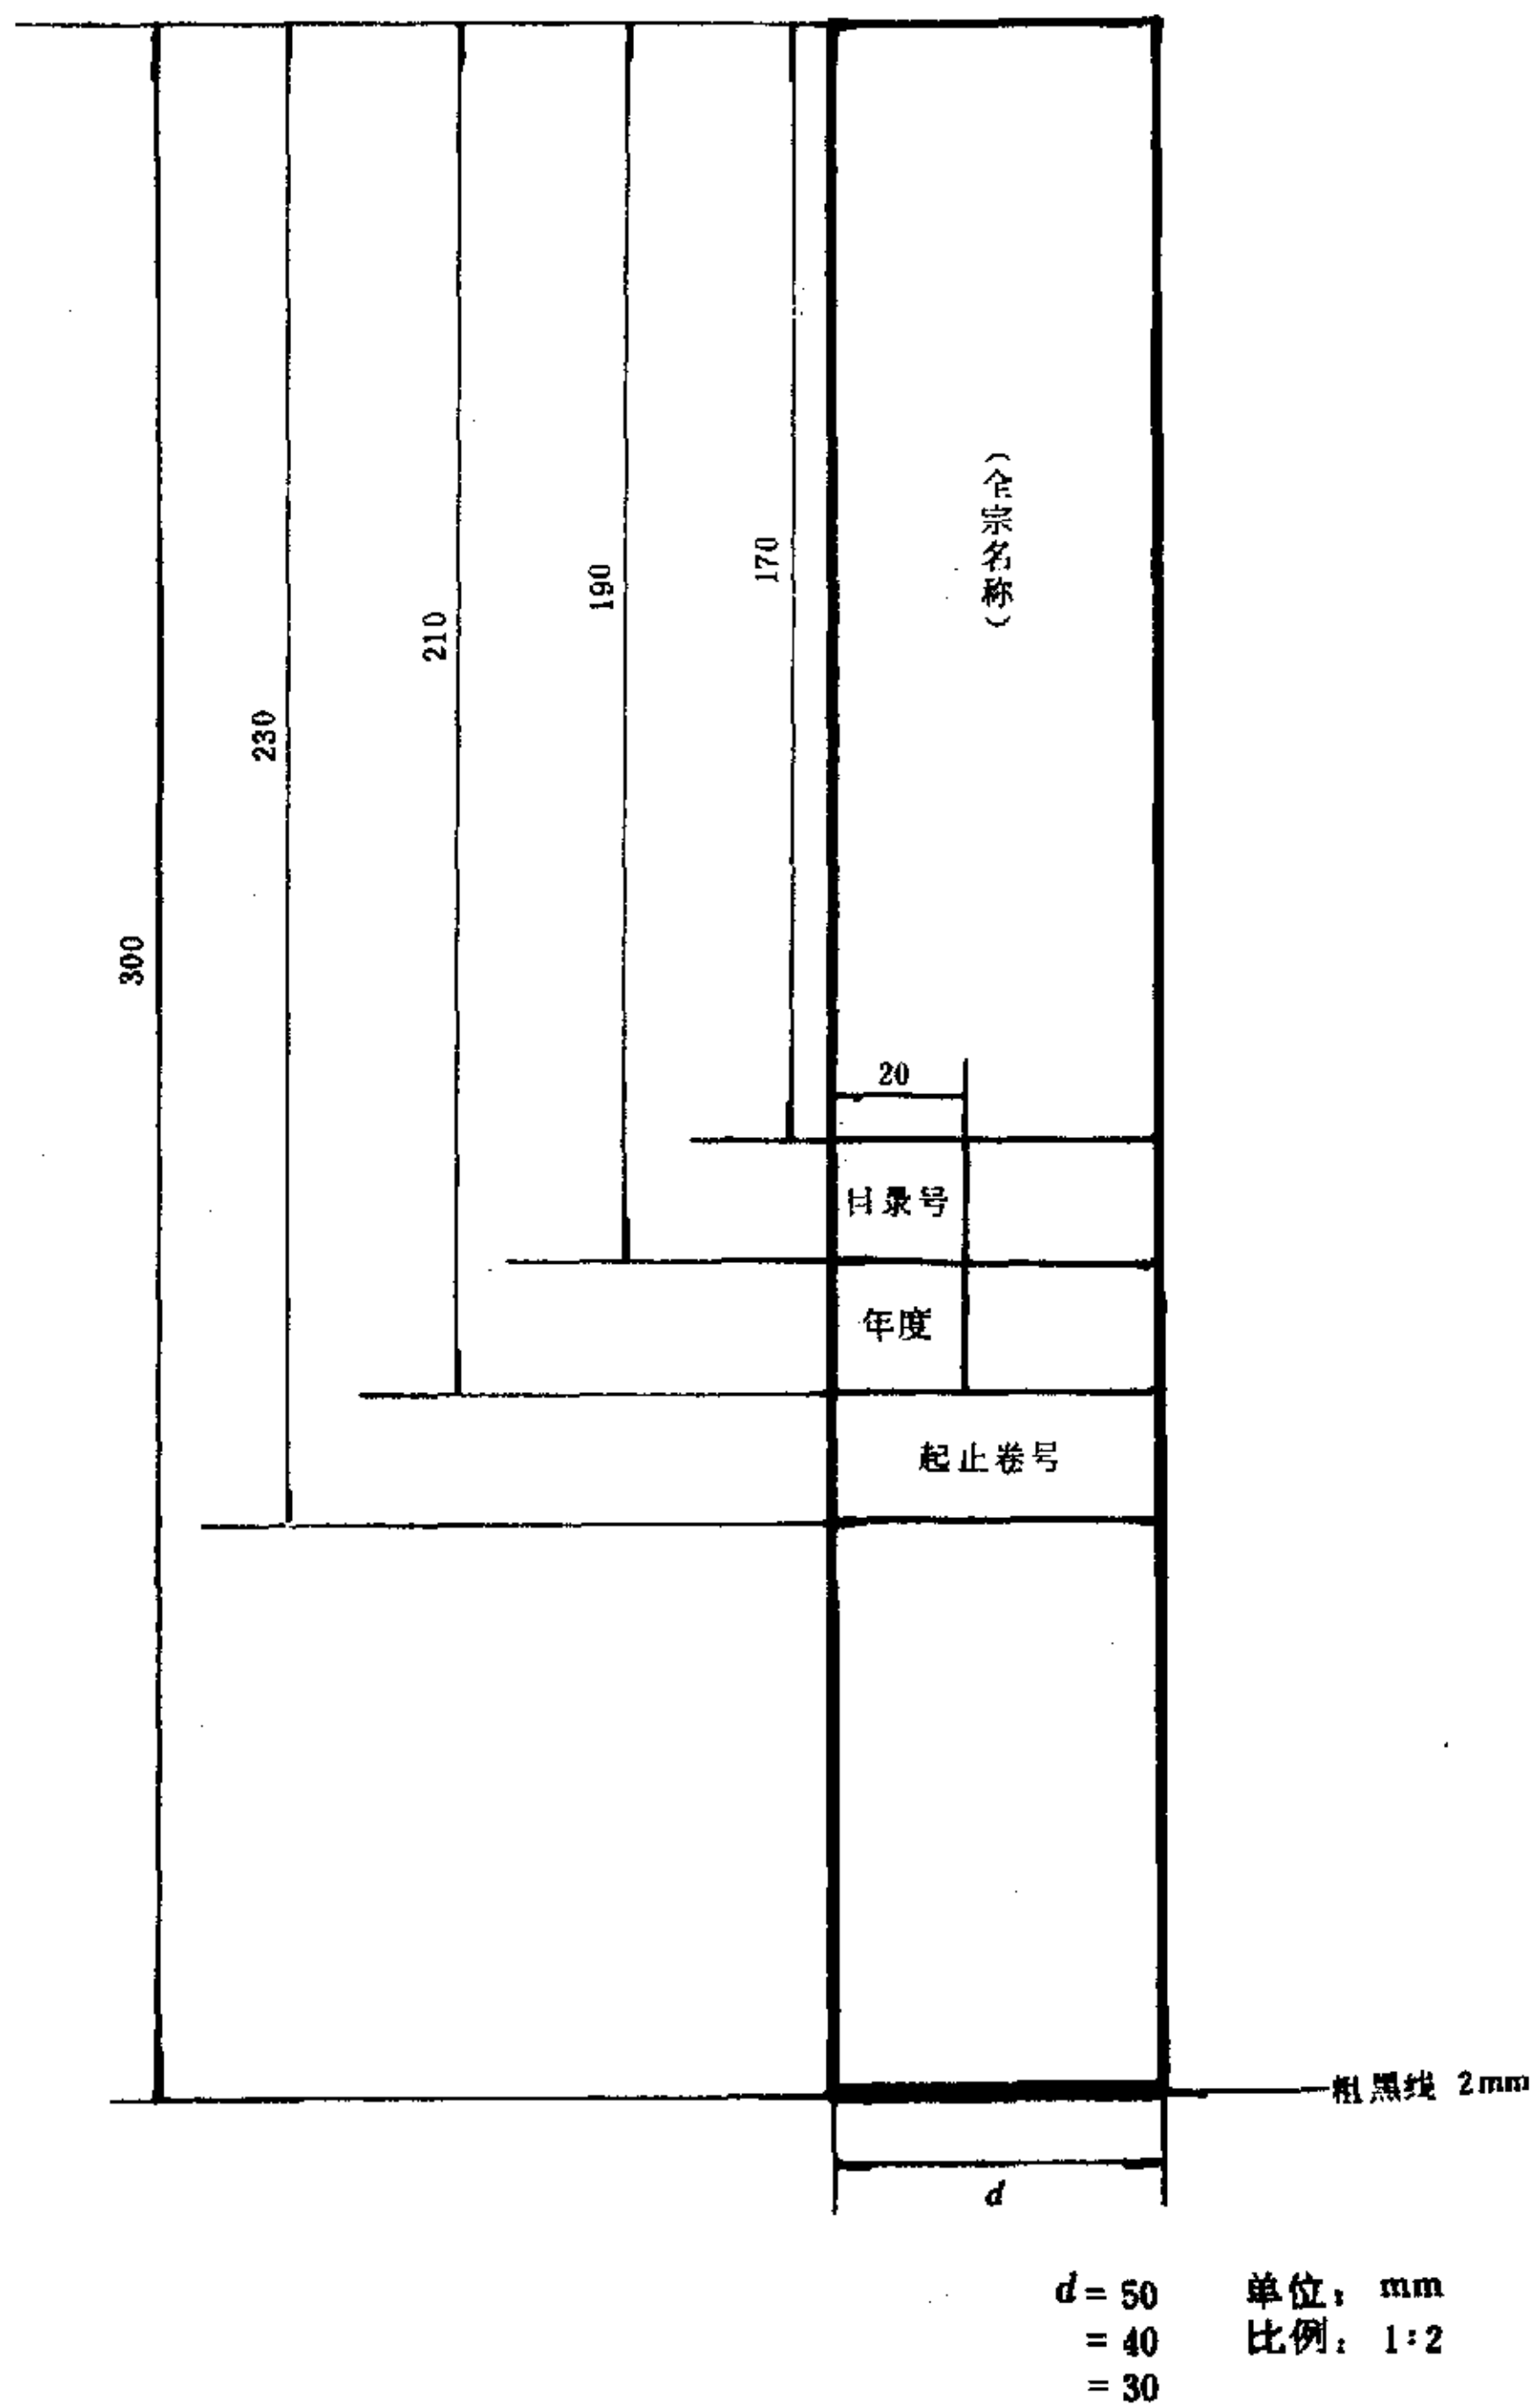 (全宗名称)
170
190
210
230
300
20
目录号
年度
起止卷号
粗黑线 2mm
d
d = 50 单位: mm
= 40 比例: 1:2
= 30